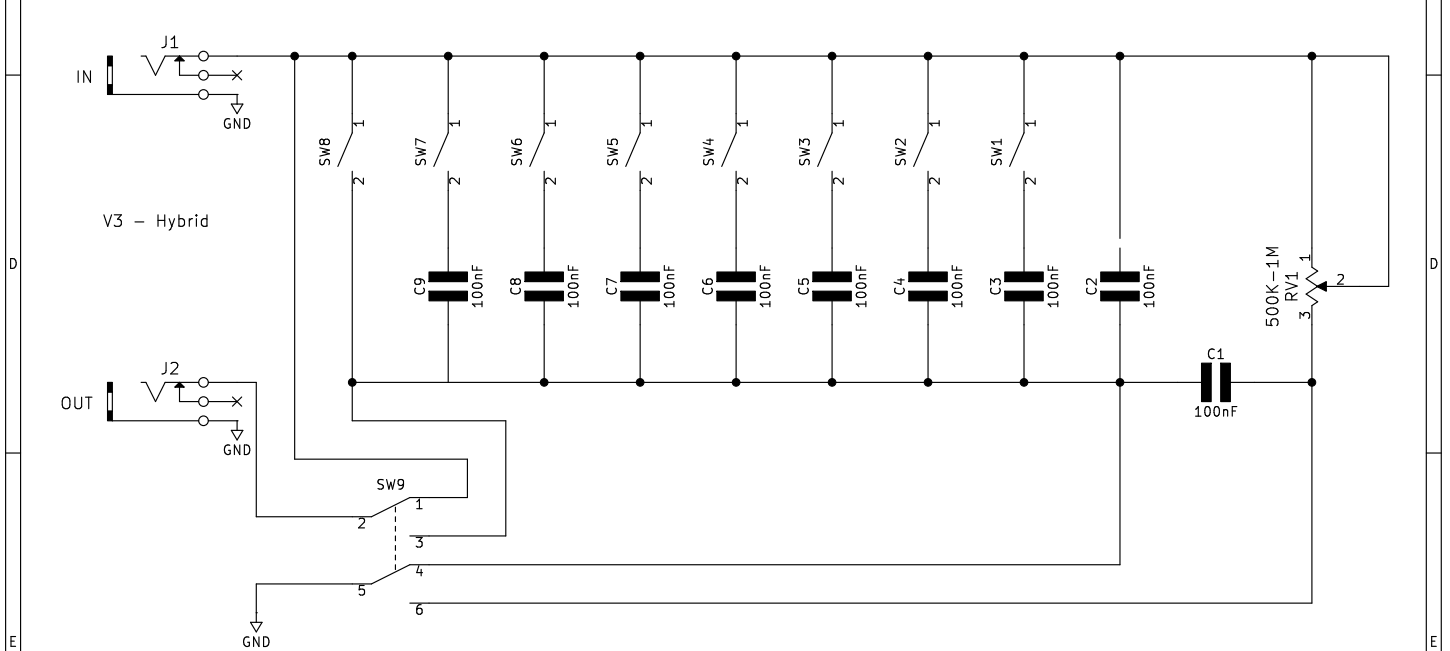 J1
IN
GND
SW8
1
2
SW7
1
2
SW6
1
2
SW5
1
2
SW4
1
2
SW3
1
2
SW2
1
2
SW1
1
2
V3 – Hybrid
D
D
C9
100nF
C8
100nF
C7
100nF
C6
100nF
C5
100nF
C4
100nF
C3
100nF
C2
100nF
500K-1M
RV1
1
2
3
J2
OUT
GND
C1
100nF
SW9
1
2
3
4
5
6
GND
E
E